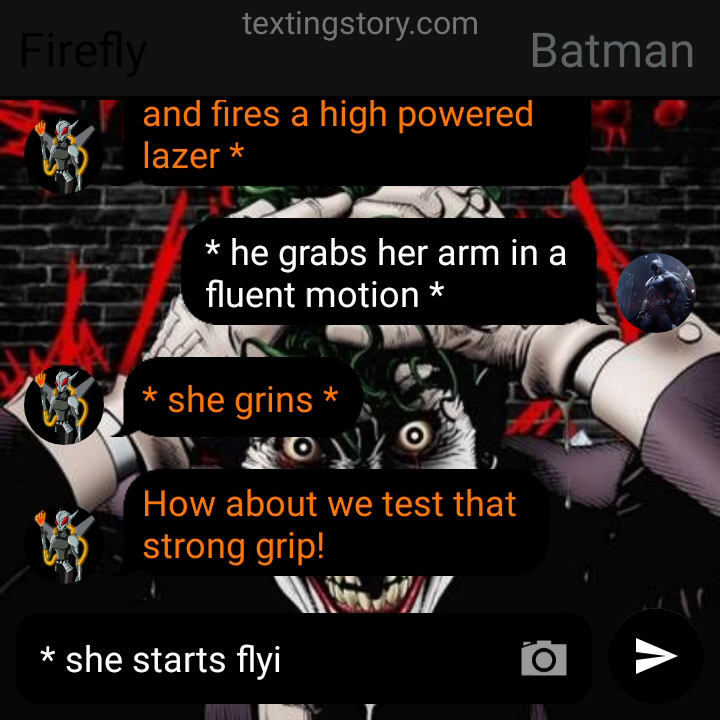 textingstory.com
Firefly
Batman
and fires a high powered
lazer *
* he grabs her arm in a
fluent motion *
* she grins *
How about we test that
strong grip!
* she starts flyi